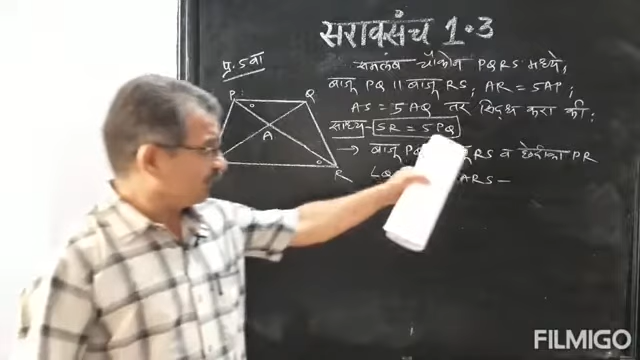 सरावसंच 1.3
प्र. 5वा
समलंब चौकोन PQRS मध्ये,
बाजू PQ || बाजू RS, AR = 5AP,
AS = 5AQ तर सिद्ध करा की,
साध्य- SR = 5PQ
→ बाजू PQ RS व छेदिका PR
ARS -
P
Q
A
R
FILMIGO